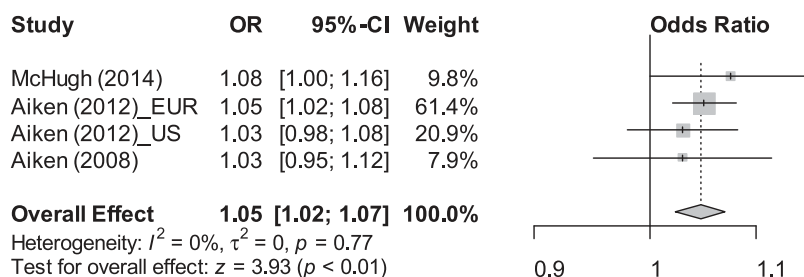 Study OR 95%-CI Weight Odds Ratio
McHugh (2014) 1.08 [1.00; 1.16] 9.8%
Aiken (2012)_EUR 1.05 [1.02; 1.08] 61.4%
Aiken (2012)_US 1.03 [0.98; 1.08] 20.9%
Aiken (2008) 1.03 [0.95; 1.12] 7.9%
Overall Effect 1.05 [1.02; 1.07] 100.0%
Heterogeneity: I² = 0%, τ² = 0, p = 0.77
Test for overall effect: z = 3.93 (p < 0.01)
0.9 1 1.1